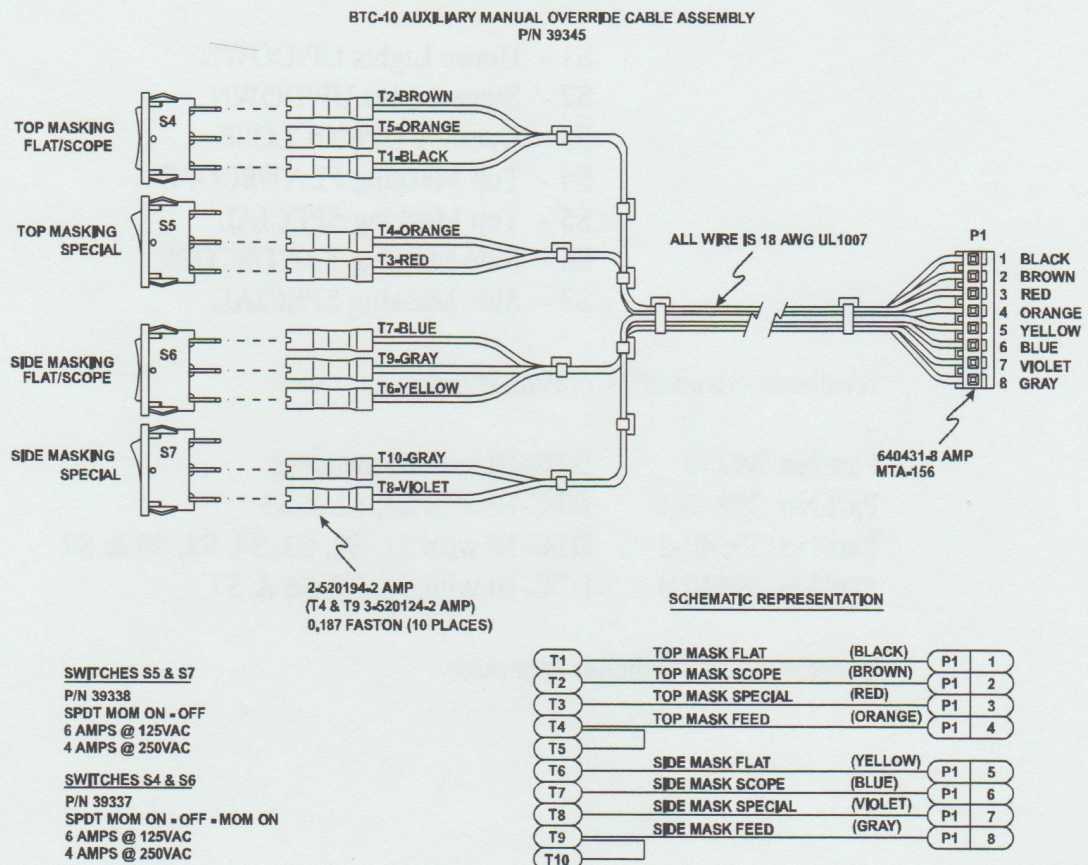 BTC-10 AUXILIARY MANUAL OVERRIDE CABLE ASSEMBLY
P/N 39345
TOP MASKING
FLAT/SCOPE
S4
T2-BROWN
T5-ORANGE
T1-BLACK
TOP MASKING
SPECIAL
S5
T4-ORANGE
T3-RED
SIDE MASKING
FLAT/SCOPE
S6
T7-BLUE
T9-GRAY
T6-YELLOW
SIDE MASKING
SPECIAL
S7
T10-GRAY
T8-VIOLET
ALL WIRE IS 18 AWG UL1007
P1
1 BLACK
2 BROWN
3 RED
4 ORANGE
5 YELLOW
6 BLUE
7 VIOLET
8 GRAY
640431-8 AMP
MTA-156
2-520194-2 AMP
(T4 & T9 3-520124-2 AMP)
0,187 FASTON (10 PLACES)
SWITCHES S5 & S7
P/N 39338
SPDT MOM ON - OFF
6 AMPS @ 125VAC
4 AMPS @ 250VAC
SWITCHES S4 & S6
P/N 39337
SPDT MOM ON - OFF - MOM ON
6 AMPS @ 125VAC
4 AMPS @ 250VAC
SCHEMATIC REPRESENTATION
T1 TOP MASK FLAT (BLACK) P1 1
T2 TOP MASK SCOPE (BROWN) P1 2
T3 TOP MASK SPECIAL (RED) P1 3
T4 TOP MASK FEED (ORANGE) P1 4
T5
T6 SIDE MASK FLAT (YELLOW) P1 5
T7 SIDE MASK SCOPE (BLUE) P1 6
T8 SIDE MASK SPECIAL (VIOLET) P1 7
T9 SIDE MASK FEED (GRAY) P1 8
T10